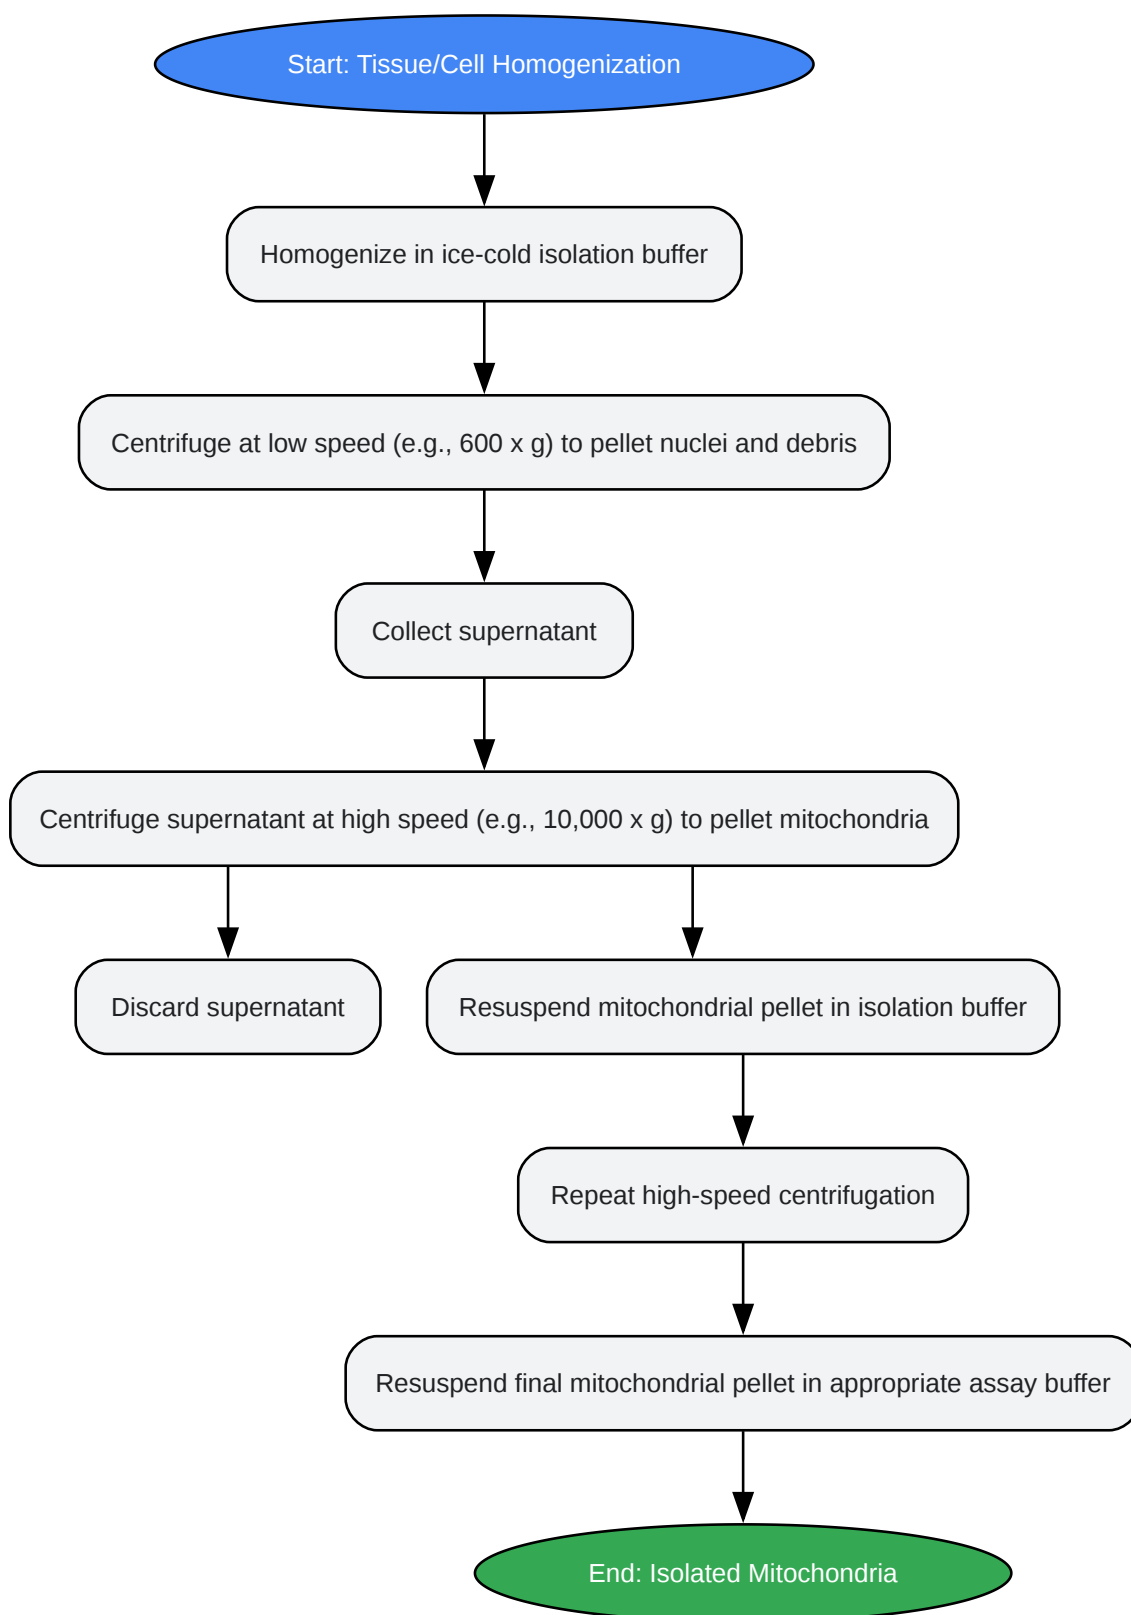 Start: Tissue/Cell Homogenization
Homogenize in ice-cold isolation buffer
Centrifuge at low speed (e.g., 600 x g) to pellet nuclei and debris
Collect supernatant
Centrifuge supernatant at high speed (e.g., 10,000 x g) to pellet mitochondria
Discard supernatant
Resuspend mitochondrial pellet in isolation buffer
Repeat high-speed centrifugation
Resuspend final mitochondrial pellet in appropriate assay buffer
End: Isolated Mitochondria